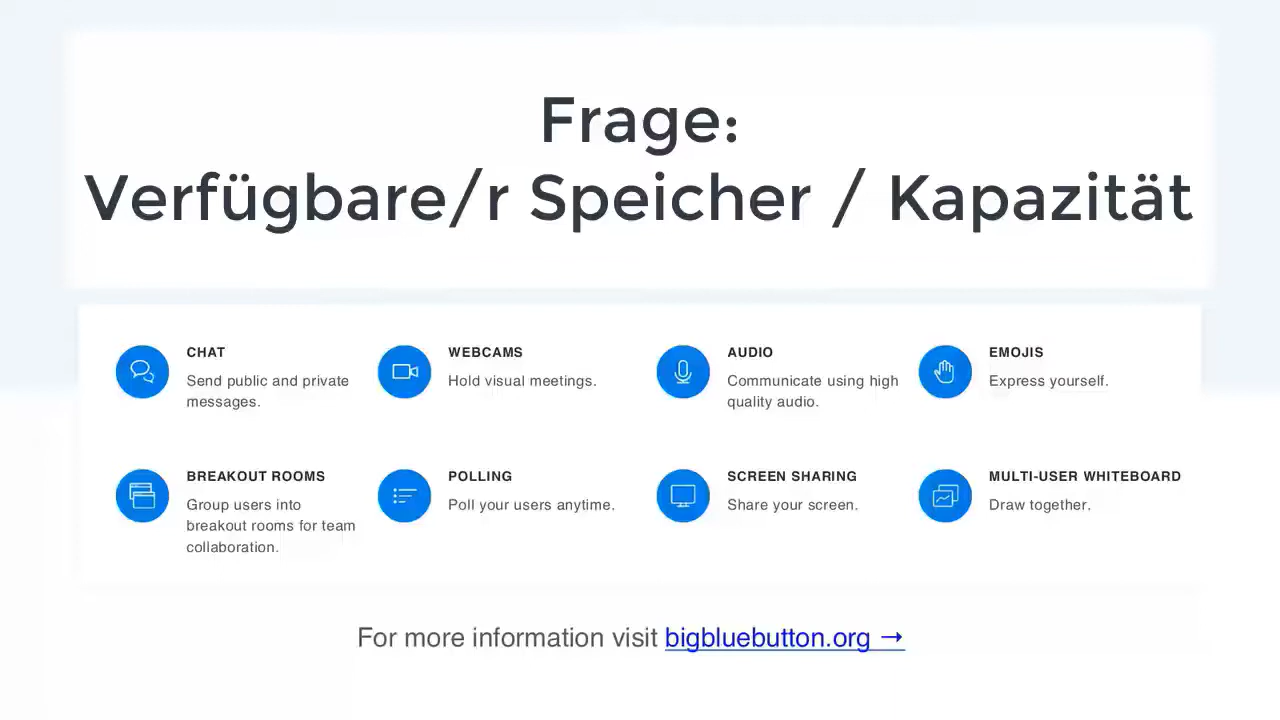 Frage:
Verfügbare/r Speicher / Kapazität
CHAT
Send public and private
messages.
WEBCAMS
Hold visual meetings.
AUDIO
Communicate using high
quality audio.
EMOJIS
Express yourself.
BREAKOUT ROOMS
Group users into
breakout rooms for team
collaboration.
POLLING
Poll your users anytime.
SCREEN SHARING
Share your screen.
MULTI-USER WHITEBOARD
Draw together.
For more information visit bigbluebutton.org →